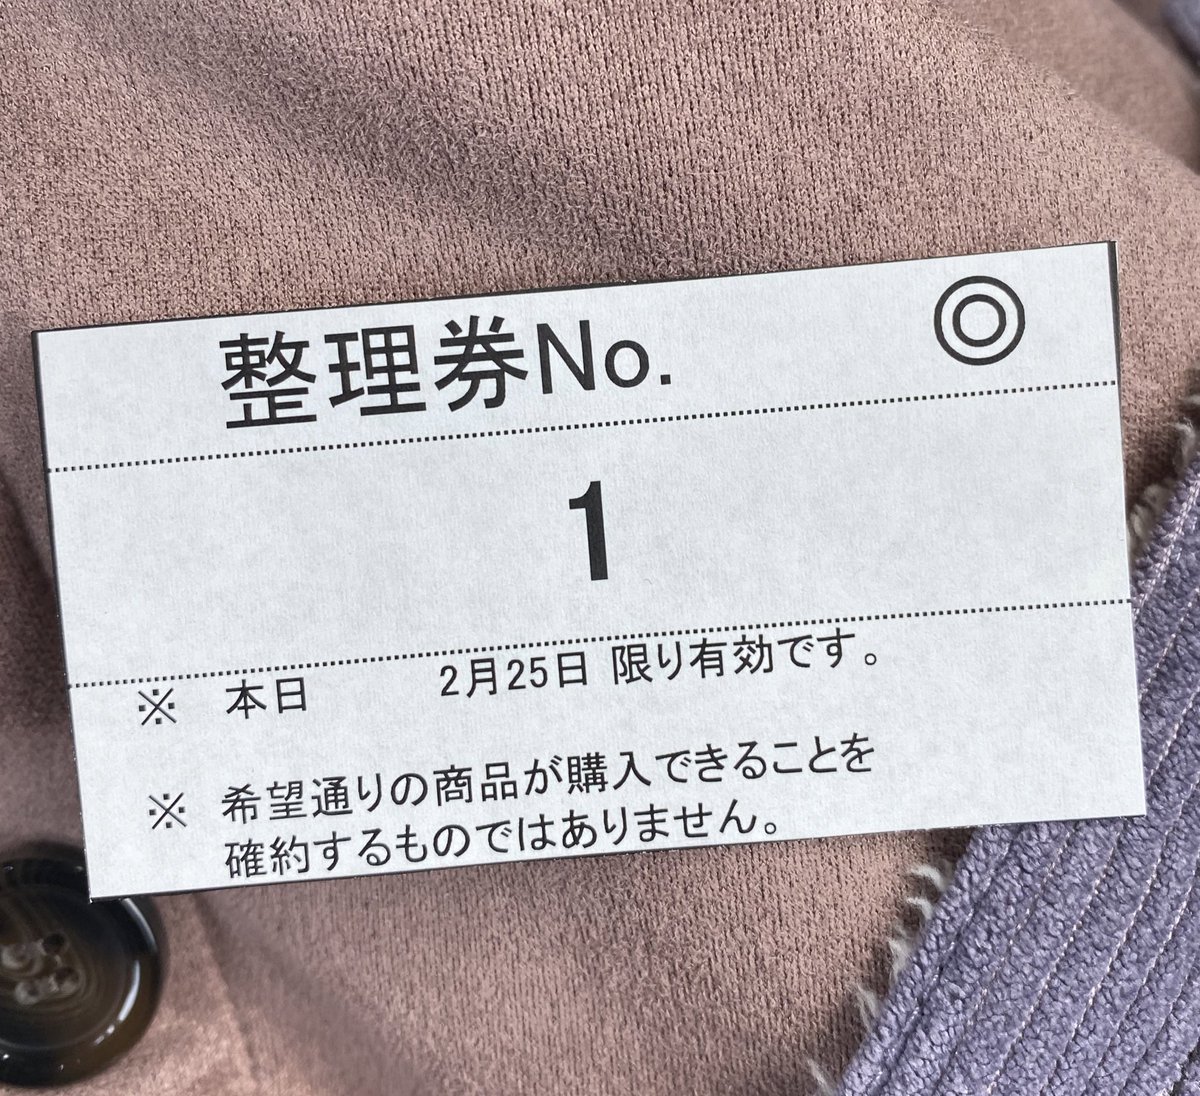 整理券No. ◎
1
※ 本日 2月25日 限り有効です。
※ 希望通りの商品が購入できることを
確約するものではありません。